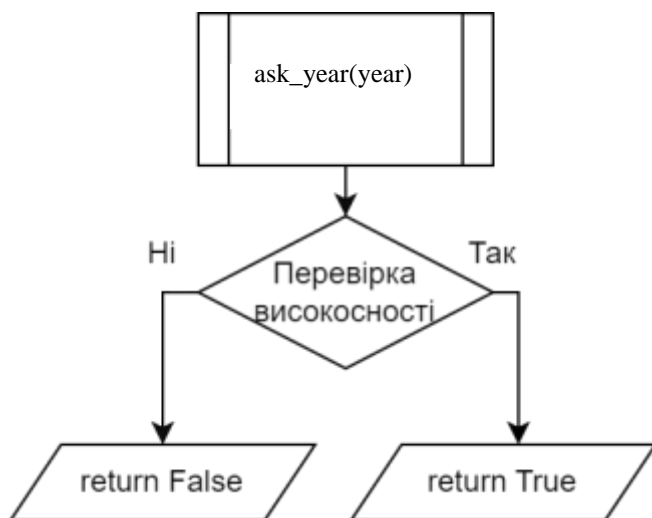 ask_year(year)
Ні
Так
Перевірка
високосності
return False
return True